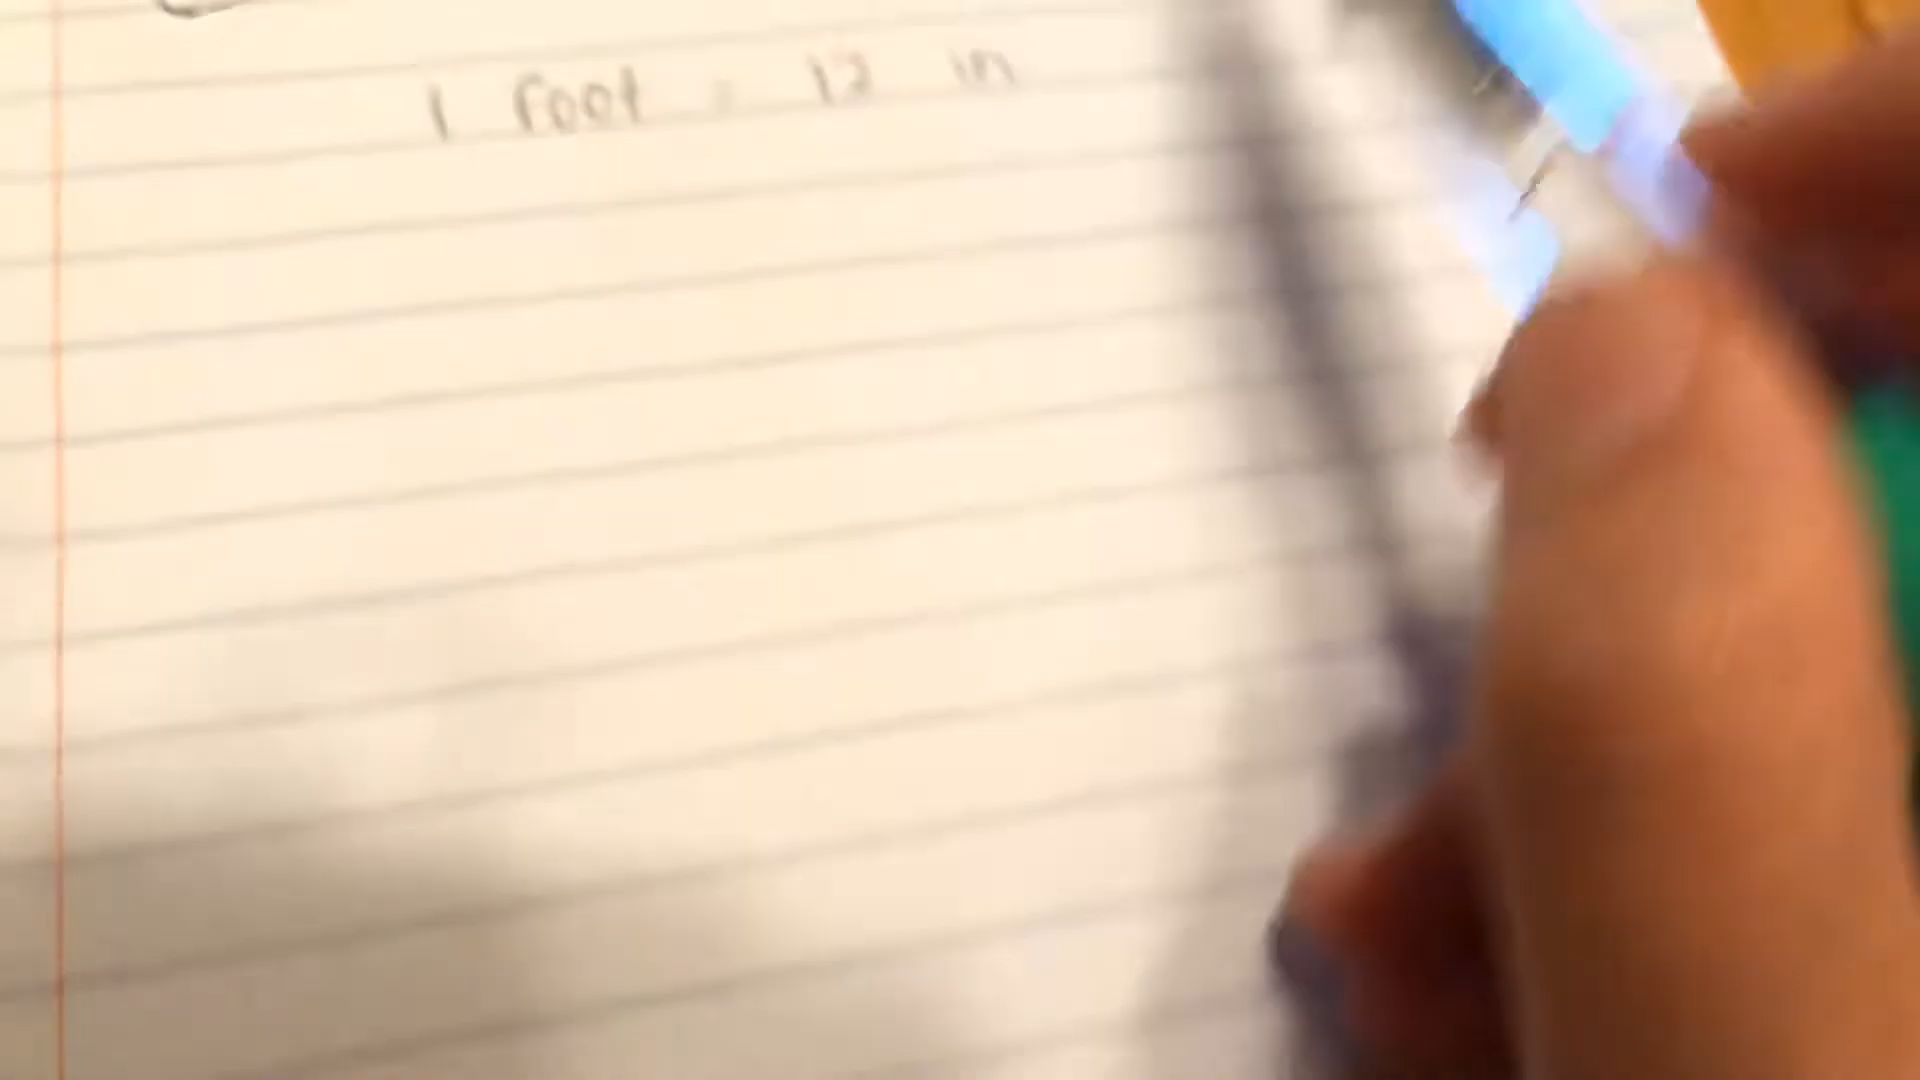 1 foot = 12 in